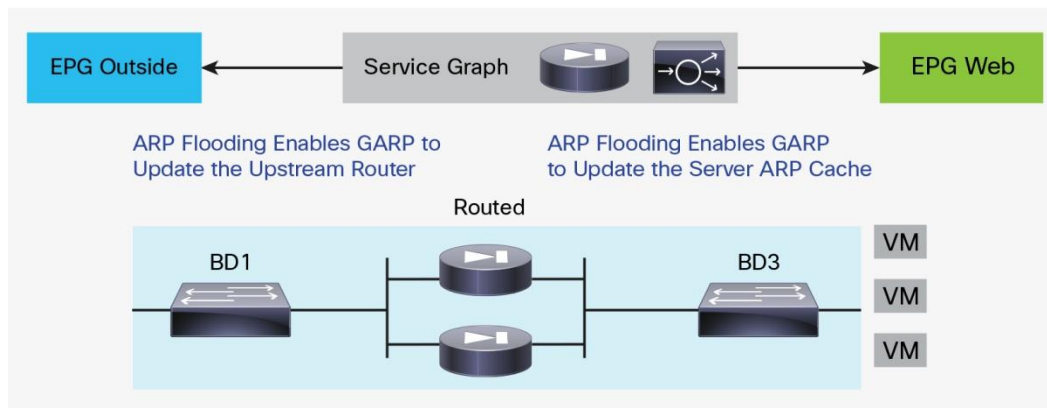 EPG Outside
Service Graph
EPG Web
ARP Flooding Enables GARP to
Update the Upstream Router
ARP Flooding Enables GARP
to Update the Server ARP Cache
Routed
BD1
BD3
VM
VM
VM